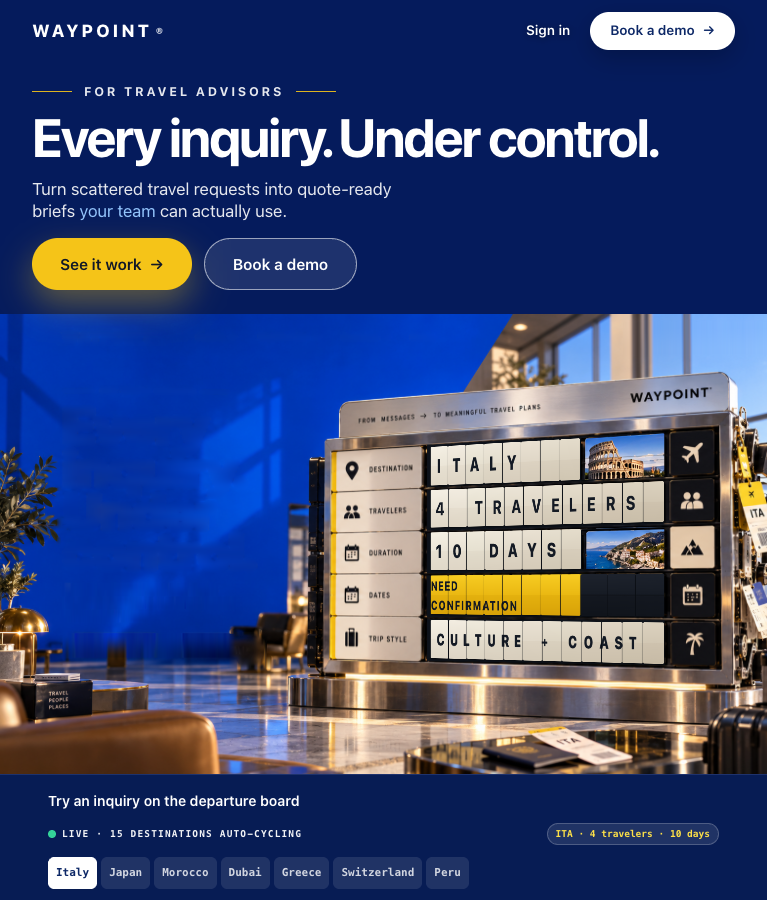 WAYPOINT ®
Sign in
Book a demo →
FOR TRAVEL ADVISORS
Every inquiry. Under control.
Turn scattered travel requests into quote-ready
briefs your team can actually use.
See it work →
Book a demo
WAYPOINT
FROM MESSAGES → TO MEANINGFUL TRAVEL PLANS
DESTINATION
ITALY
TRAVELERS
4 TRAVELERS
DURATION
10 DAYS
DATES
NEED
CONFIRMATION
TRIP STYLE
CULTURE + COAST
ITA
TRAVEL
PEOPLE
PLACES
ITA
Try an inquiry on the departure board
LIVE · 15 DESTINATIONS AUTO-CYCLING
ITA · 4 travelers · 10 days
Italy
Japan
Morocco
Dubai
Greece
Switzerland
Peru